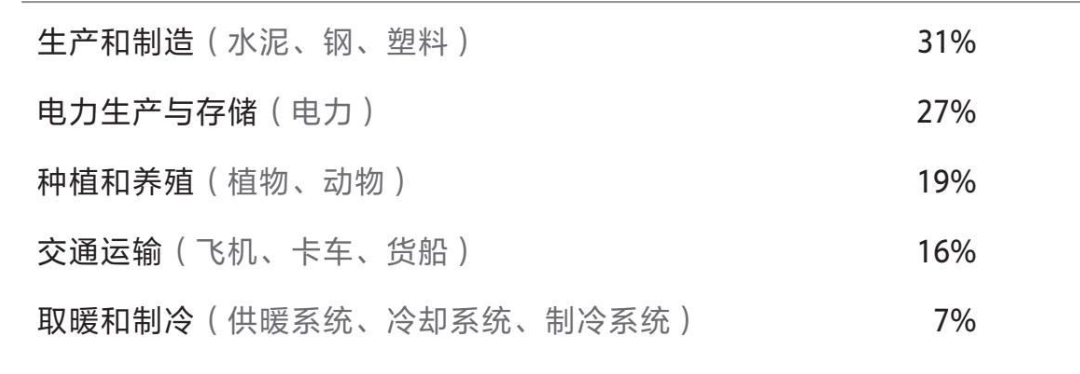 生产和制造（水泥、钢、塑料） 31%
电力生产与存储（电力） 27%
种植和养殖（植物、动物） 19%
交通运输（飞机、卡车、货船） 16%
取暖和制冷（供暖系统、冷却系统、制冷系统） 7%